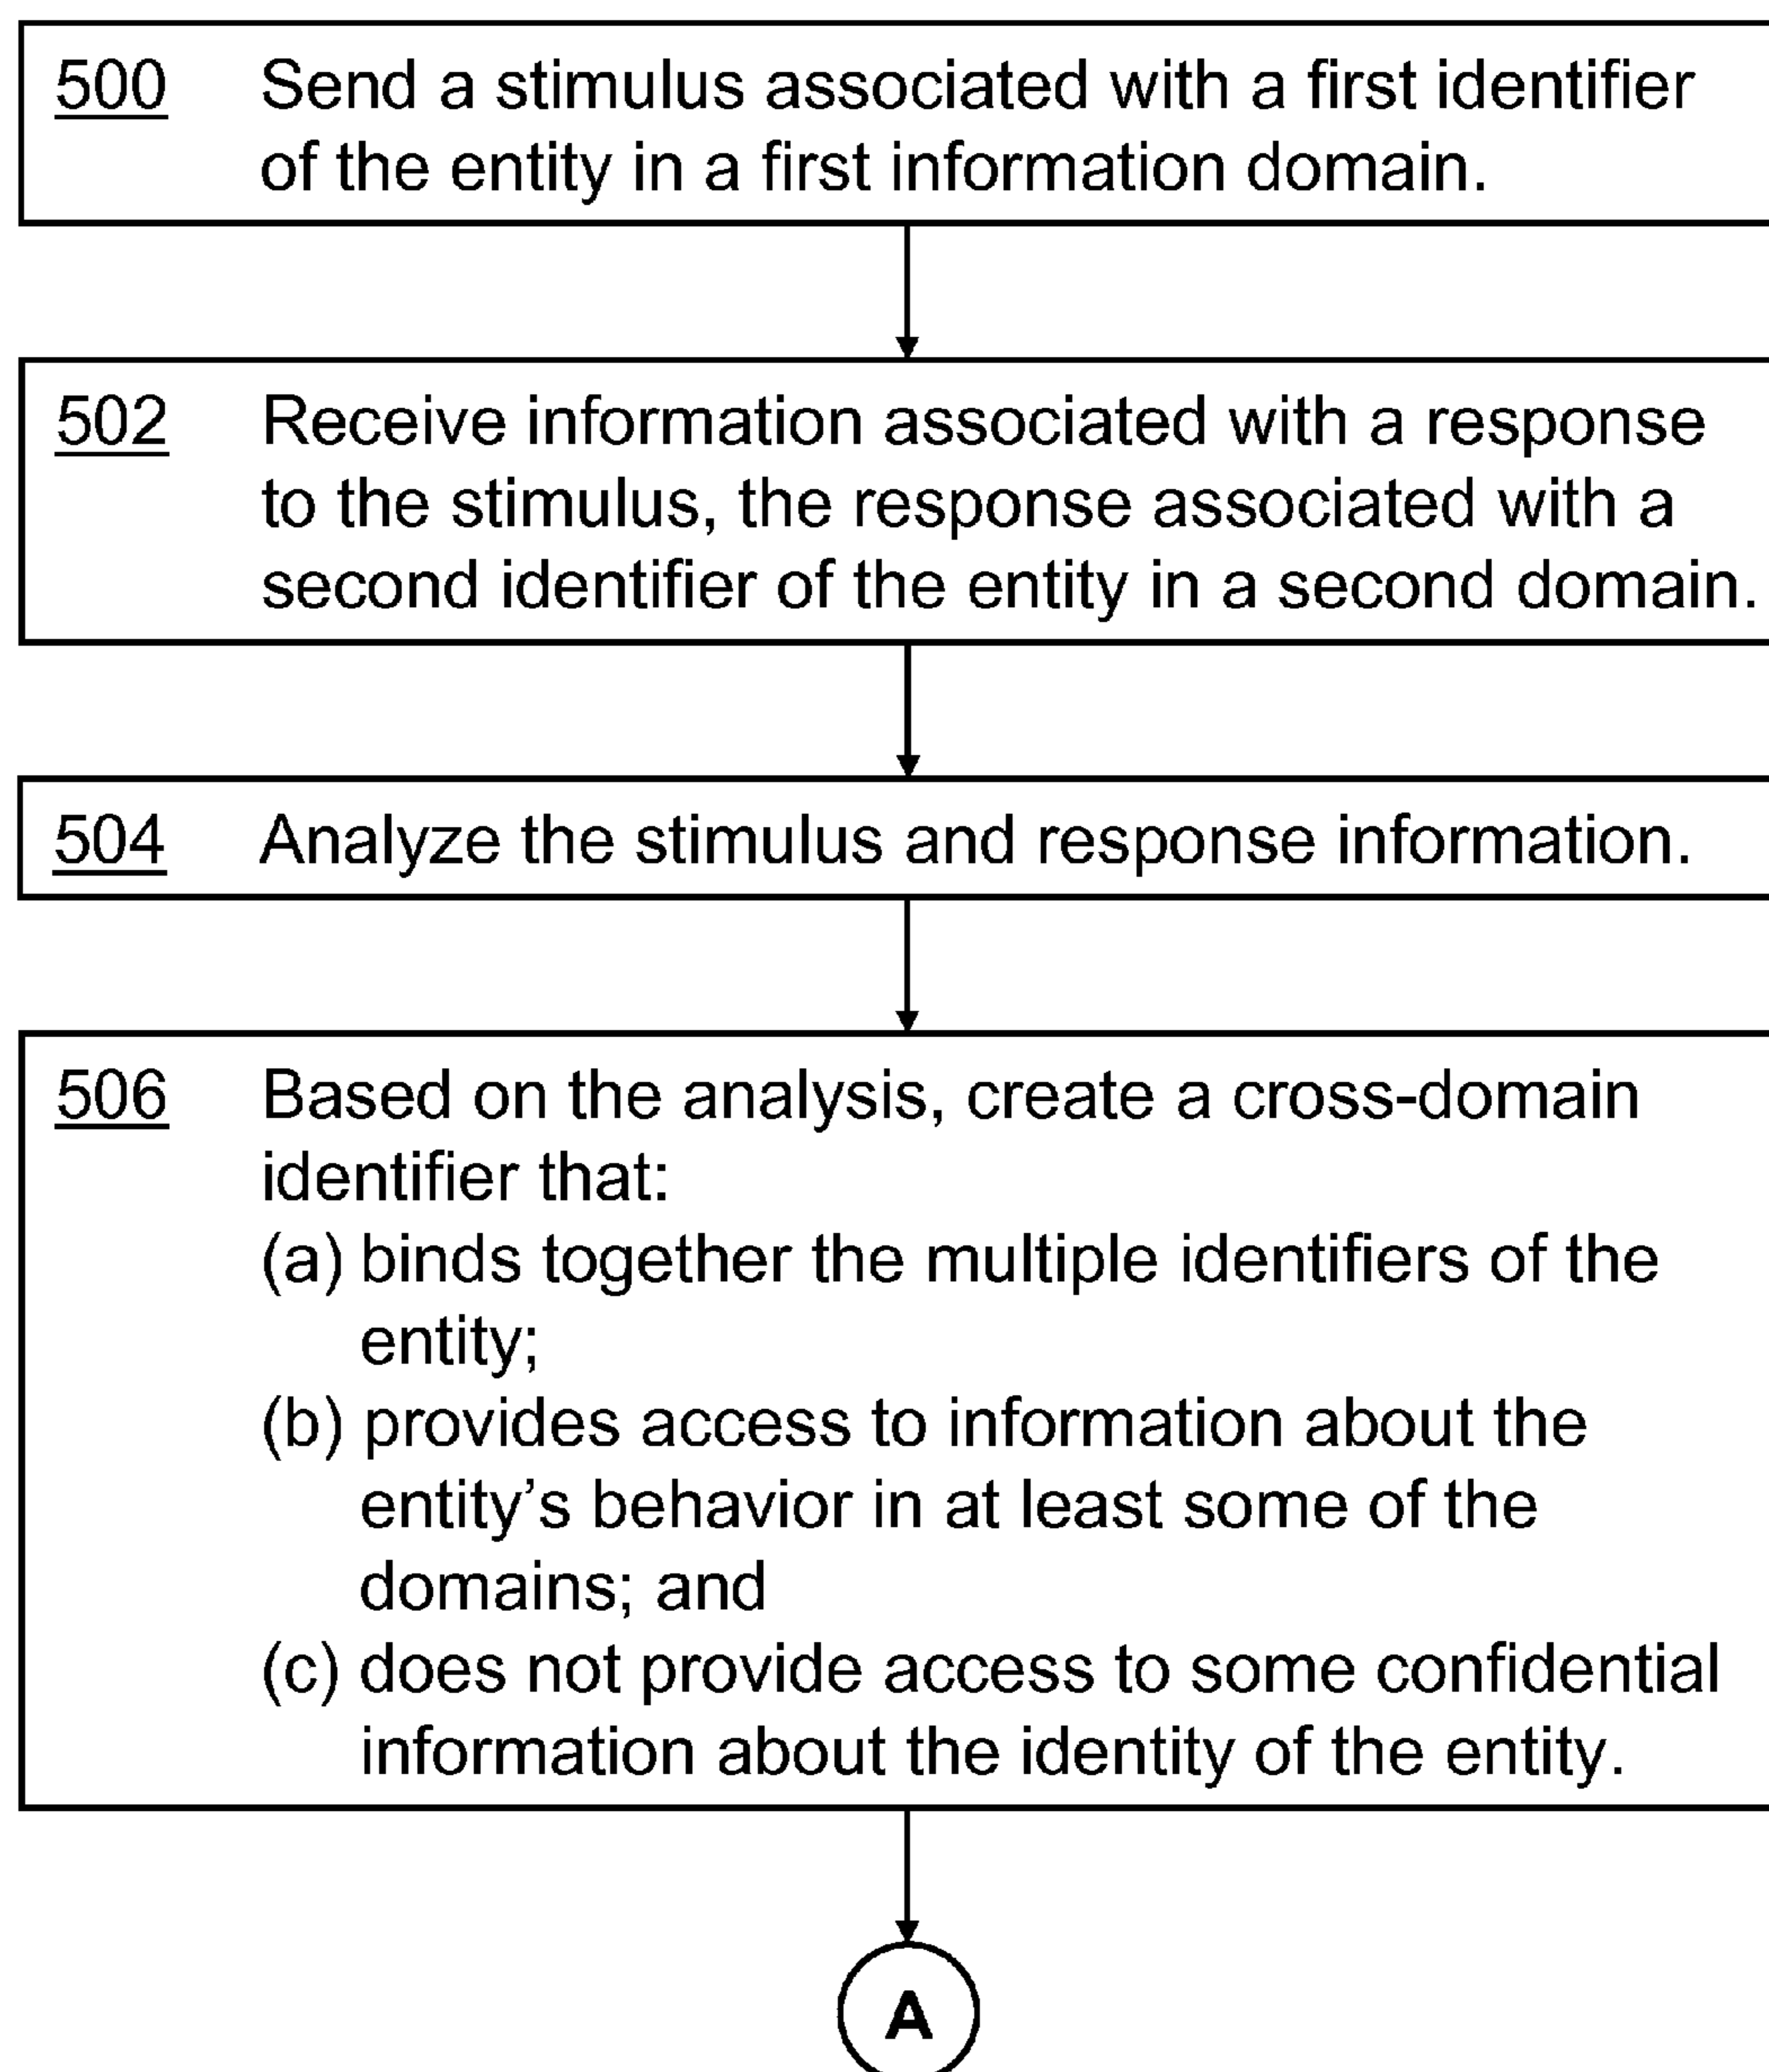 500 Send a stimulus associated with a first identifier
of the entity in a first information domain.
502 Receive information associated with a response
to the stimulus, the response associated with a
second identifier of the entity in a second domain.
504 Analyze the stimulus and response information.
506 Based on the analysis, create a cross-domain
identifier that:
(a) binds together the multiple identifiers of the
entity;
(b) provides access to information about the
entity’s behavior in at least some of the
domains; and
(c) does not provide access to some confidential
information about the identity of the entity.
A